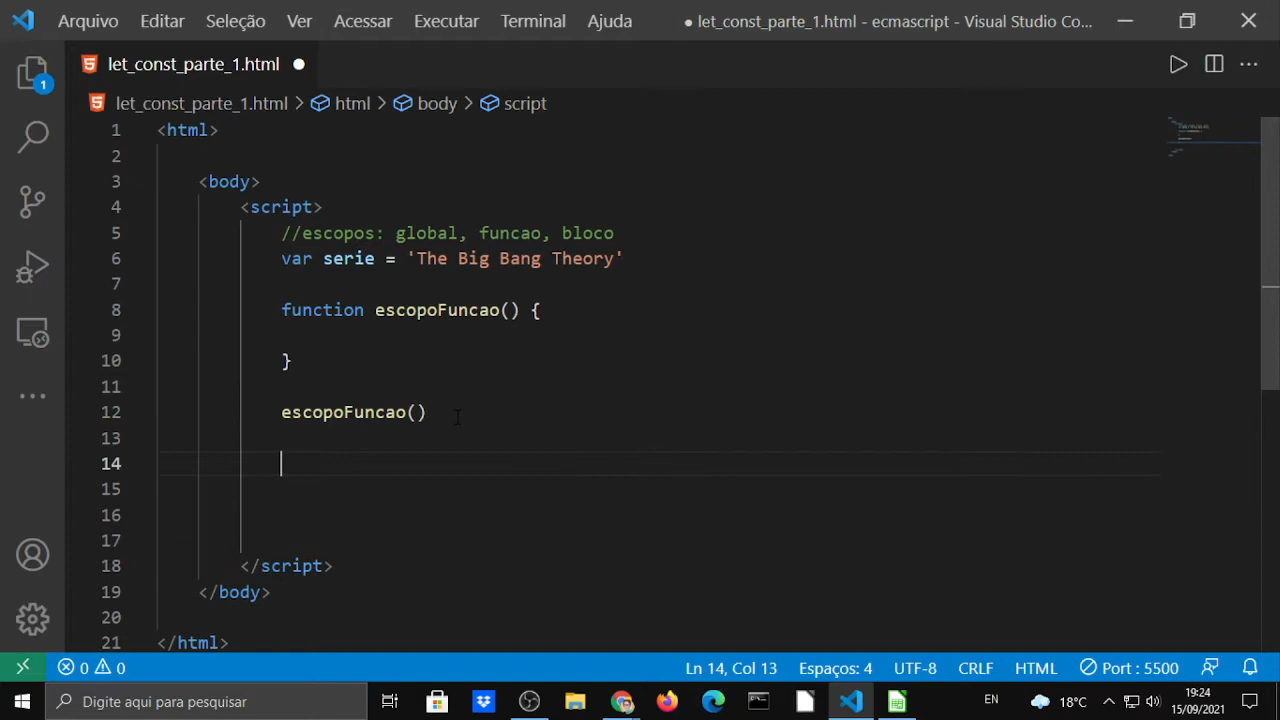 Arquivo Editar Seleção Ver Acessar Executar Terminal Ajuda ● let_const_parte_1.html - ecmascript - Visual Studio Co...
let_const_parte_1.html
1
let_const_parte_1.html > html > body > script
1 <html>
2
3 <body>
4 <script>
5 //escopos: global, funcao, bloco
6 var serie = 'The Big Bang Theory'
7
8 function escopoFuncao() {
9
10 }
11
12 escopoFuncao()
13
14
15
16
17
18 </script>
19 </body>
20
21 </html>
0 0 Ln 14, Col 13 Espaços: 4 UTF-8 CRLF HTML Port : 5500
Digite aqui para pesquisar EN 18°C 19:24
15/09/2021